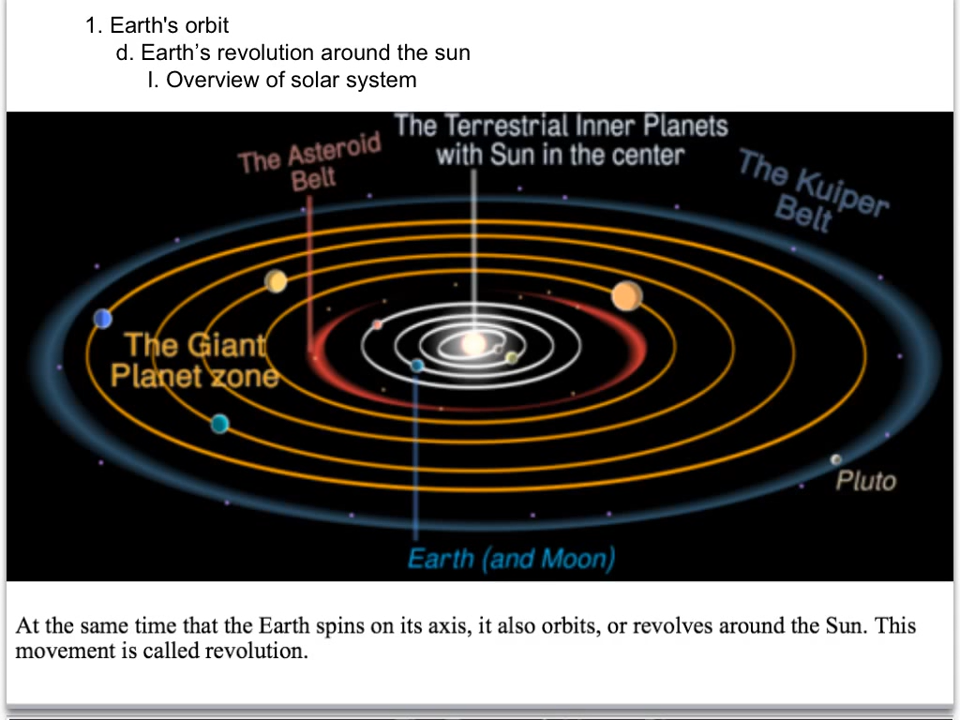 1. Earth's orbit
d. Earth’s revolution around the sun
I. Overview of solar system
The Terrestrial Inner Planets
with Sun in the center
The Asteroid
Belt
The Kuiper
Belt
The Giant
Planet zone
Pluto
Earth (and Moon)
At the same time that the Earth spins on its axis, it also orbits, or revolves around the Sun. This
movement is called revolution.